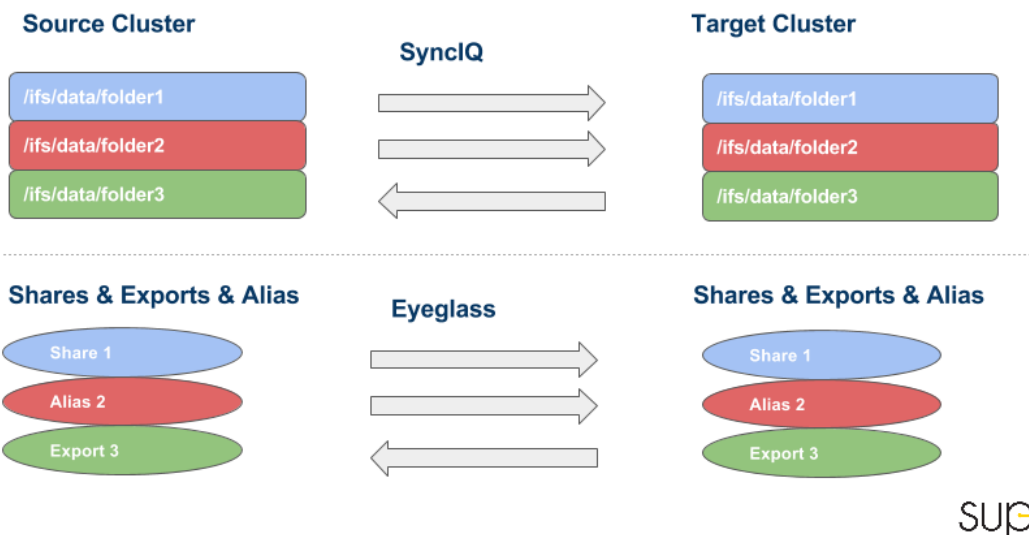 Source Cluster
SyncIQ
Target Cluster
/ifs/data/folder1
/ifs/data/folder2
/ifs/data/folder3
/ifs/data/folder1
/ifs/data/folder2
/ifs/data/folder3
Shares & Exports & Alias
Eyeglass
Shares & Exports & Alias
Share 1
Alias 2
Export 3
Share 1
Alias 2
Export 3